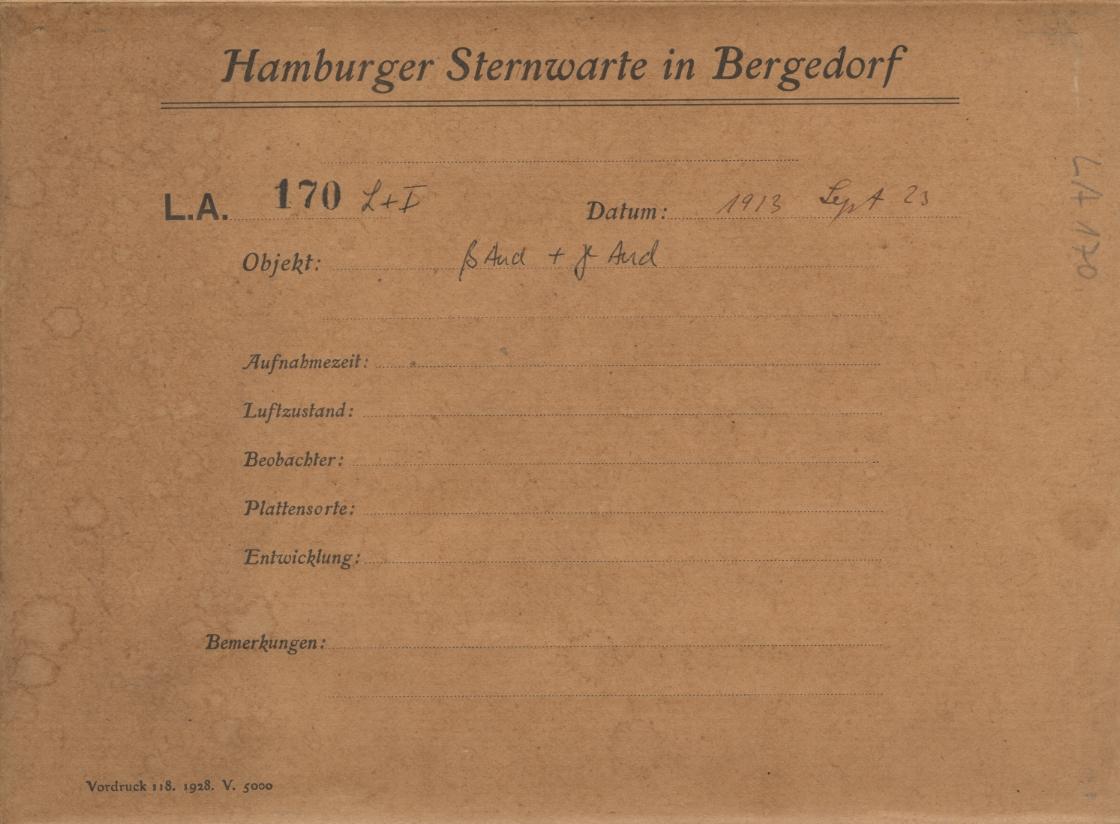 Hamburger Sternwarte in Bergedorf
L.A. 170 L+I Datum: 1913 Sept 23
Objekt: β And + γ And
Aufnahmezeit:
Luftzustand:
Beobachter:
Plattensorte:
Entwicklung:
Bemerkungen:
Vordruck 118. 1928. V. 5000
LA 170